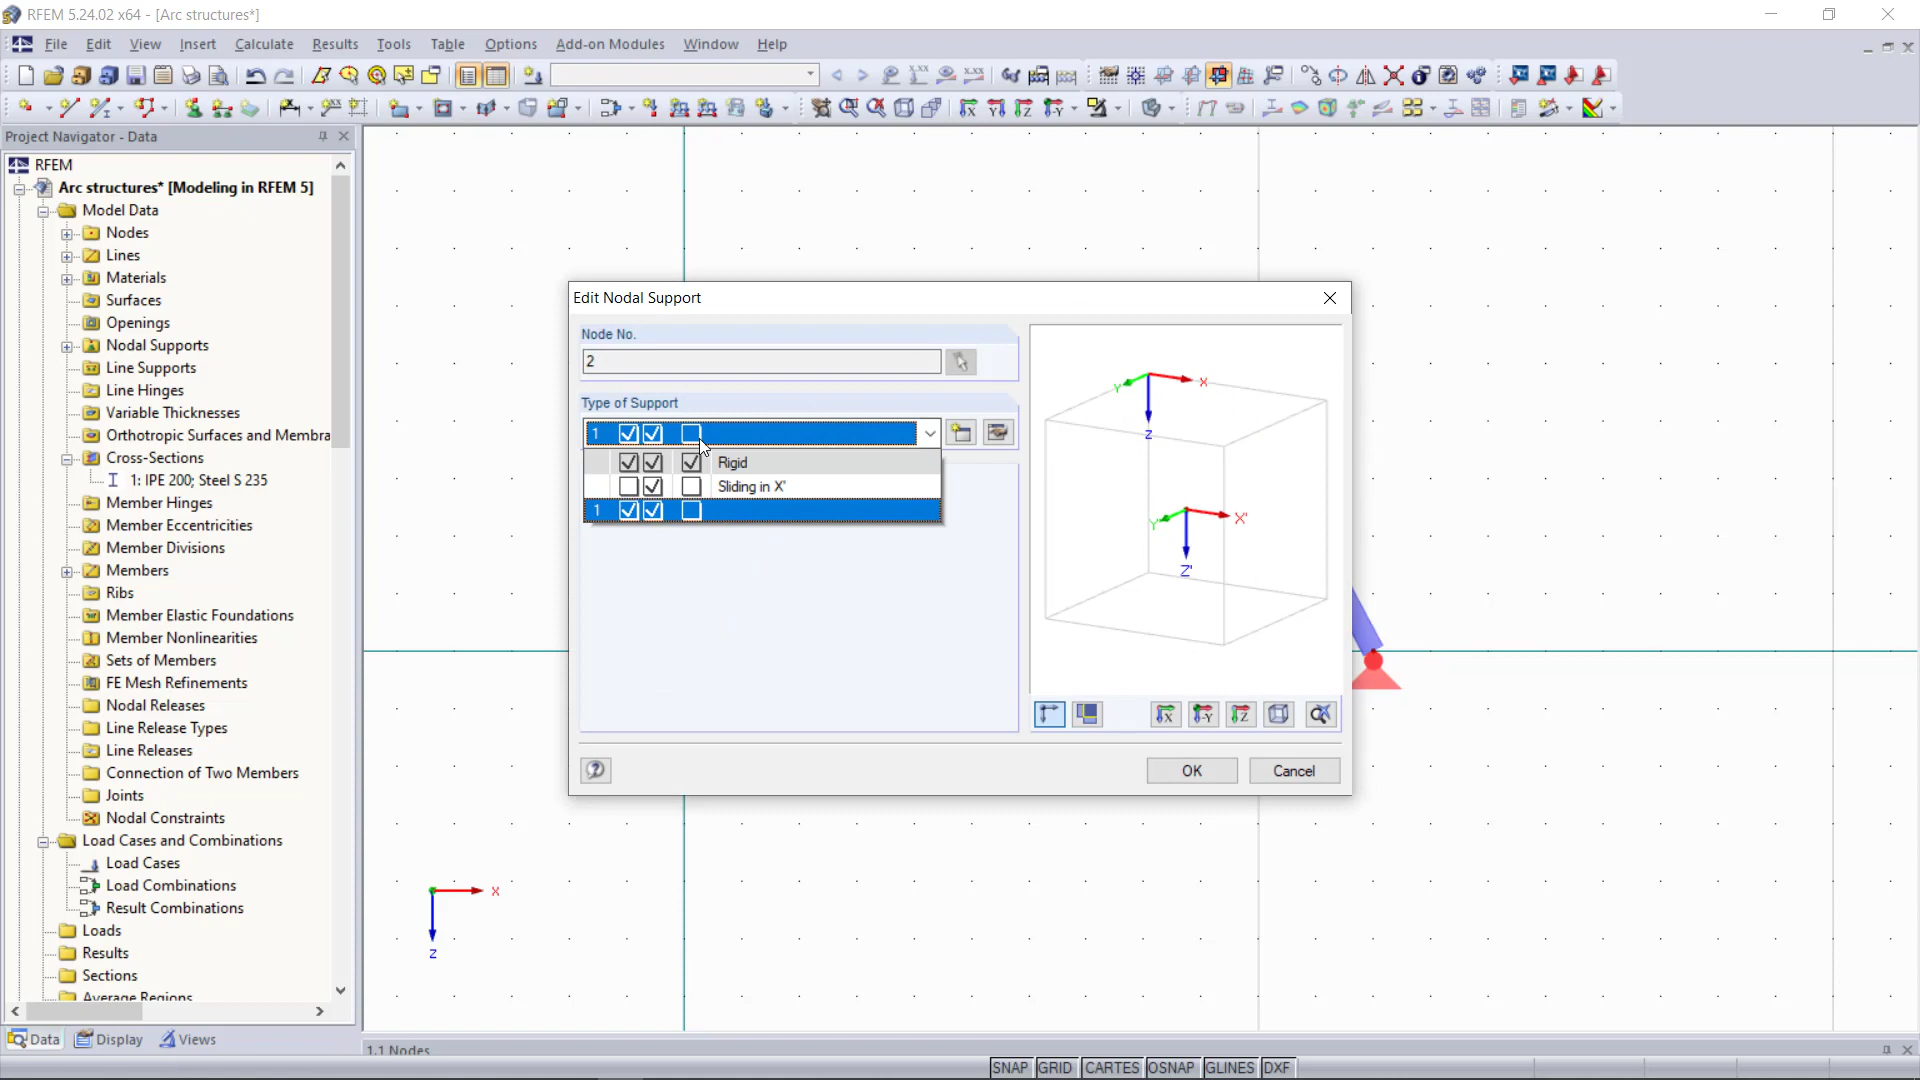 RFEM 5.24.02 x64 - [Arc structures*]
File Edit View Insert Calculate Results Tools Table Options Add-on Modules Window Help
Project Navigator - Data
RFEM
Arc structures* [Modeling in RFEM 5]
Model Data
Nodes
Lines
Materials
Surfaces
Openings
Nodal Supports
Line Supports
Line Hinges
Variable Thicknesses
Orthotropic Surfaces and Membra
Cross-Sections
1: IPE 200; Steel S 235
Member Hinges
Member Eccentricities
Member Divisions
Members
Ribs
Member Elastic Foundations
Member Nonlinearities
Sets of Members
FE Mesh Refinements
Nodal Releases
Line Release Types
Line Releases
Connection of Two Members
Joints
Nodal Constraints
Load Cases and Combinations
Load Cases
Load Combinations
Result Combinations
Loads
Results
Sections
Average Regions
Data Display Views
Edit Nodal Support
Node No.
2
Type of Support
1
Rigid
Sliding in X'
1
Y X
Z
Y' X'
Z'
OK Cancel
X
Z
1.1 Nodes
SNAP GRID CARTES OSNAP GLINES DXF